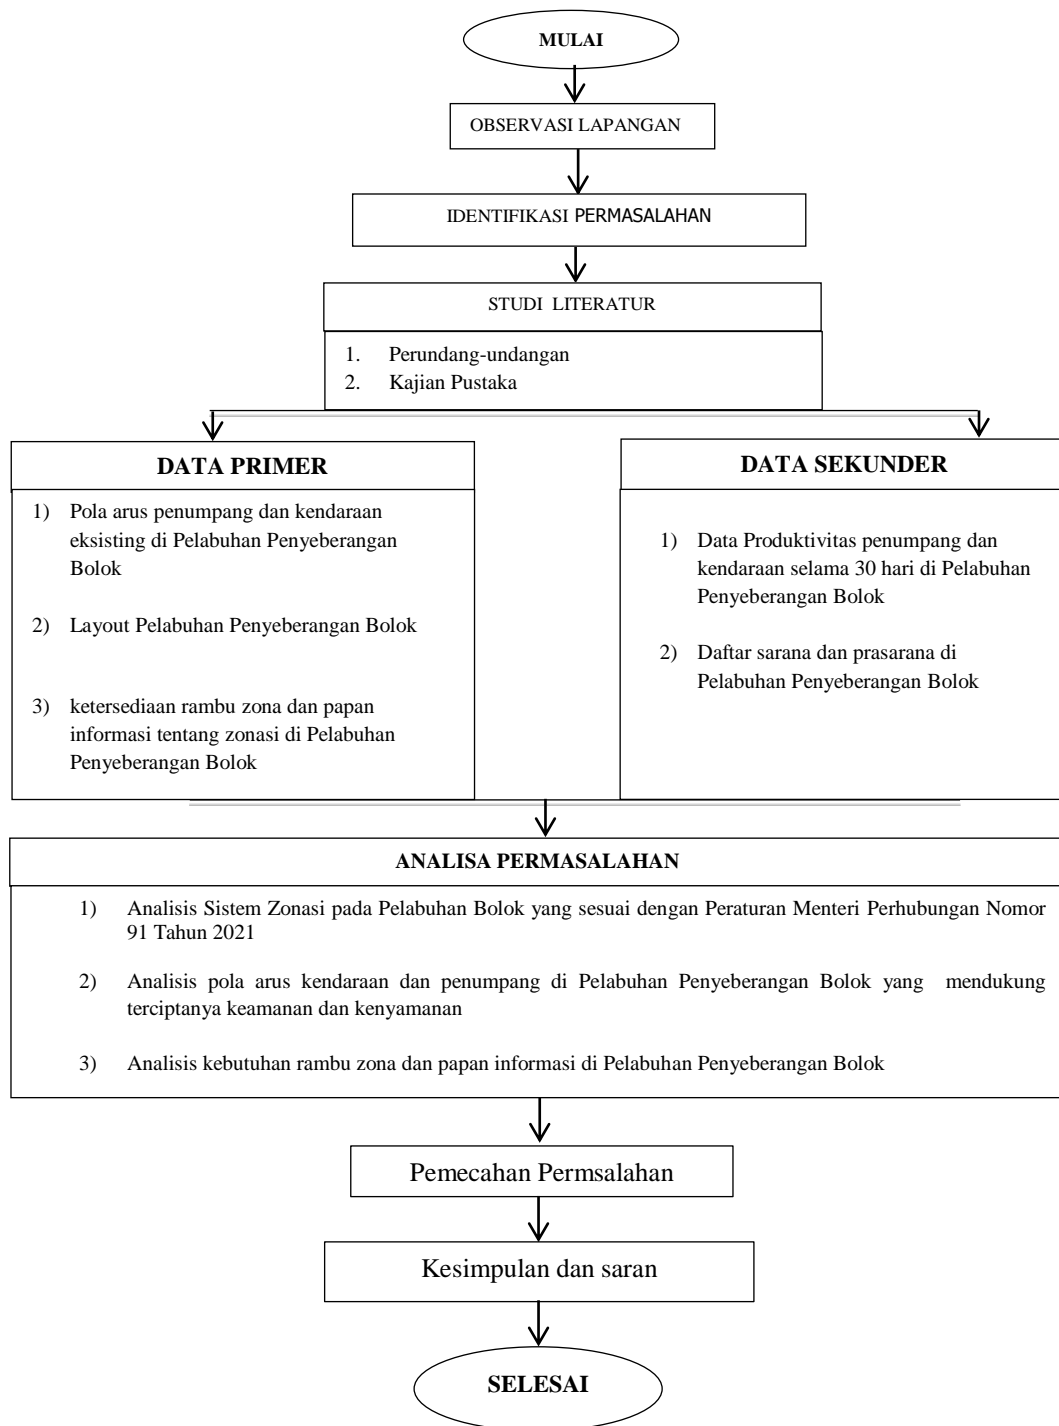 MULAI
OBSERVASI LAPANGAN
IDENTIFIKASI PERMASALAHAN
STUDI LITERATUR
1. Perundang-undangan
2. Kajian Pustaka
DATA PRIMER
1) Pola arus penumpang dan kendaraan
eksisting di Pelabuhan Penyeberangan
Bolok
2) Layout Pelabuhan Penyeberangan Bolok
3) ketersediaan rambu zona dan papan
informasi tentang zonasi di Pelabuhan
Penyeberangan Bolok
DATA SEKUNDER
1) Data Produktivitas penumpang dan
kendaraan selama 30 hari di Pelabuhan
Penyeberangan Bolok
2) Daftar sarana dan prasarana di
Pelabuhan Penyeberangan Bolok
ANALISA PERMASALAHAN
1) Analisis Sistem Zonasi pada Pelabuhan Bolok yang sesuai dengan Peraturan Menteri Perhubungan Nomor
91 Tahun 2021
2) Analisis pola arus kendaraan dan penumpang di Pelabuhan Penyeberangan Bolok yang mendukung
terciptanya keamanan dan kenyamanan
3) Analisis kebutuhan rambu zona dan papan informasi di Pelabuhan Penyeberangan Bolok
Pemecahan Permsalahan
Kesimpulan dan saran
SELESAI